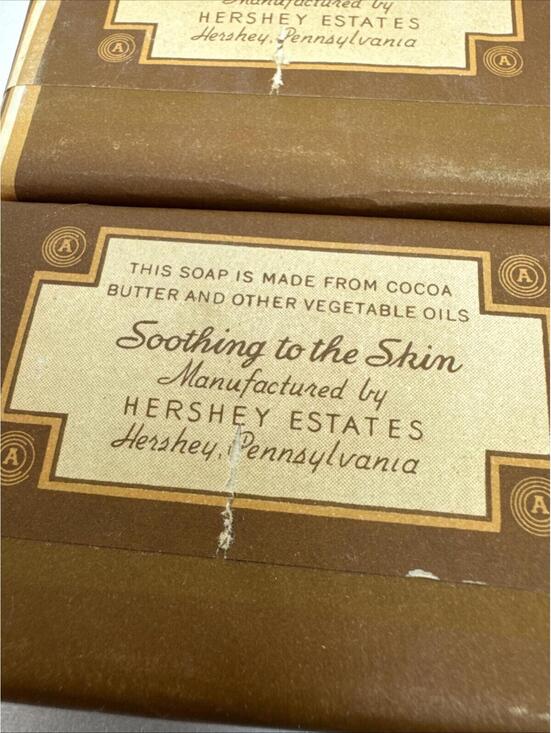 Manufactured by
HERSHEY ESTATES
Hershey, Pennsylvania
A
A
A
A
THIS SOAP IS MADE FROM COCOA
BUTTER AND OTHER VEGETABLE OILS
Soothing to the Skin
Manufactured by
HERSHEY ESTATES
Hershey, Pennsylvania
A
A